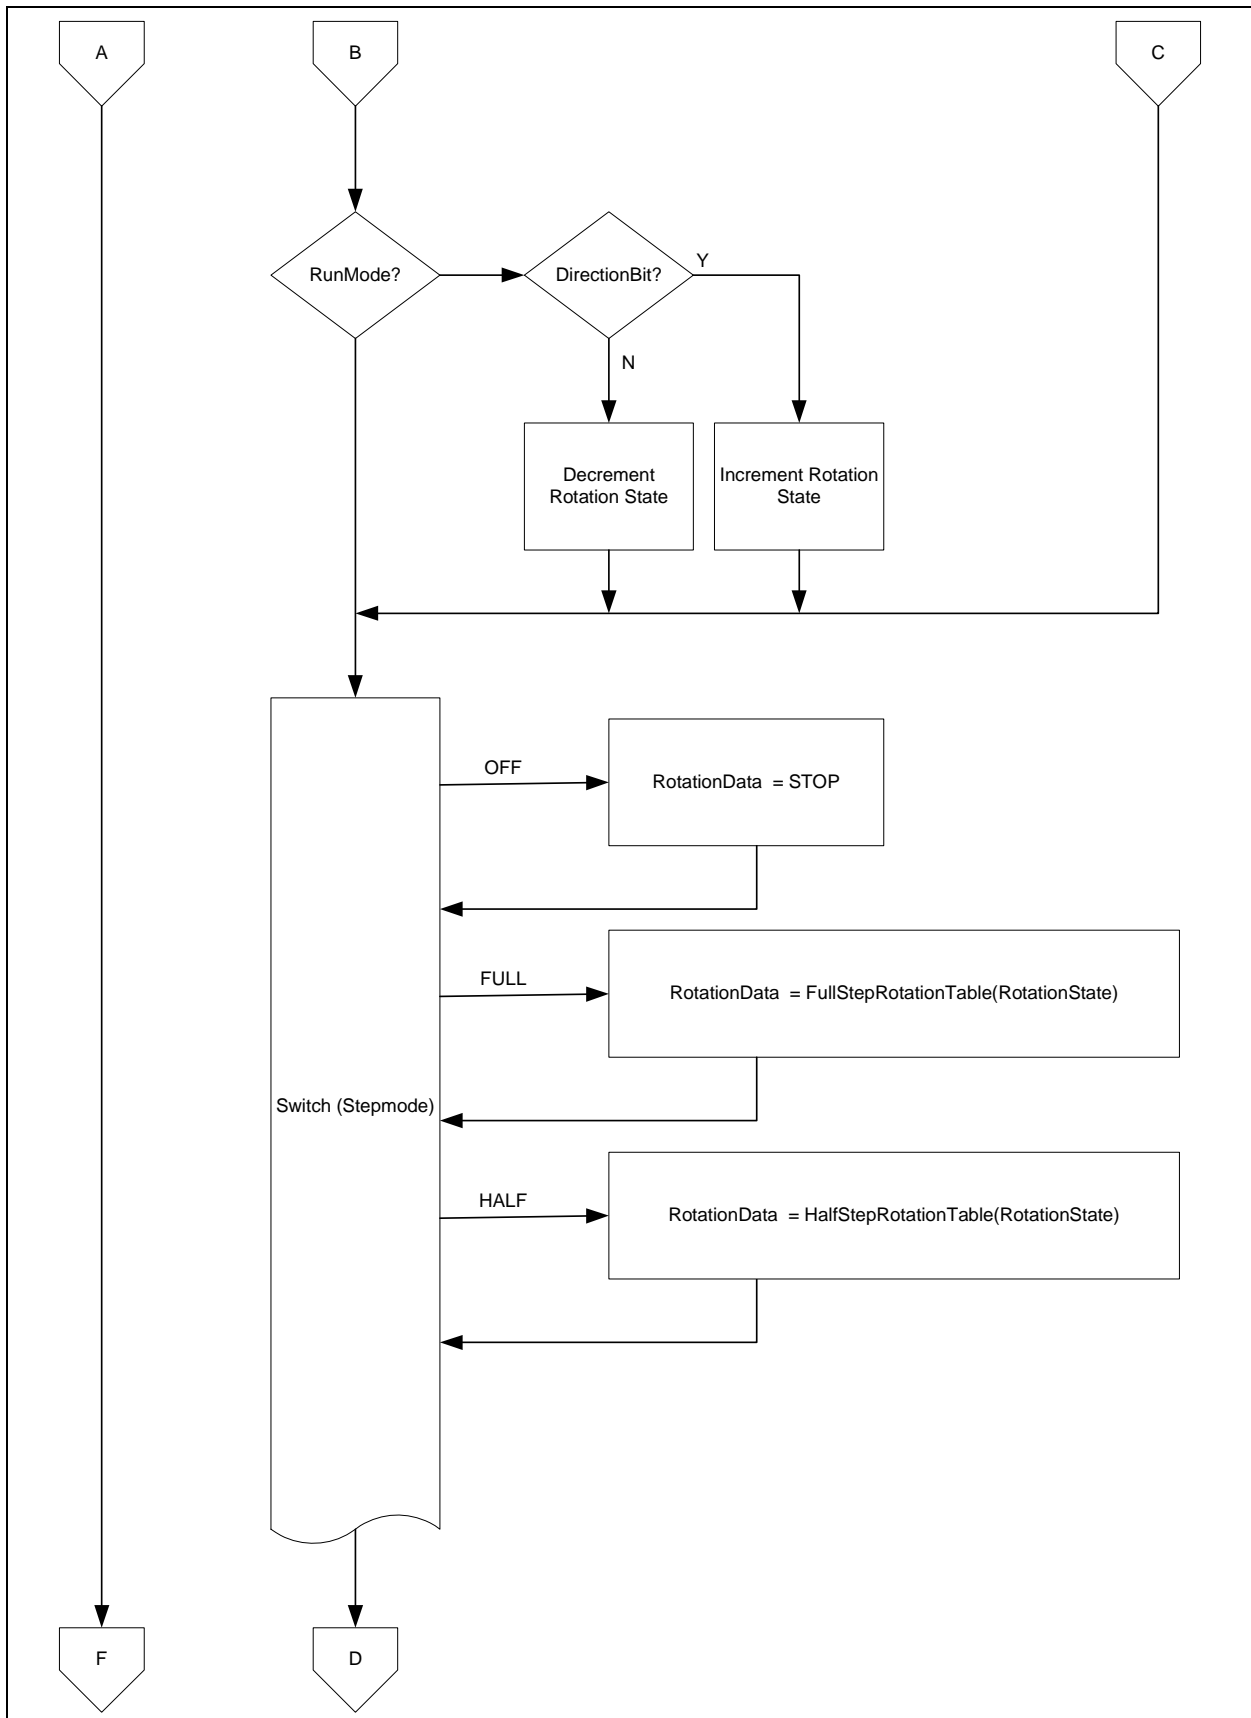 A
B
C
RunMode?
DirectionBit?
Y
N
Decrement
Rotation State
Increment Rotation
State
OFF
RotationData  = STOP
FULL
RotationData  = FullStepRotationTable(RotationState)
Switch (Stepmode)
HALF
RotationData  = HalfStepRotationTable(RotationState)
F
D